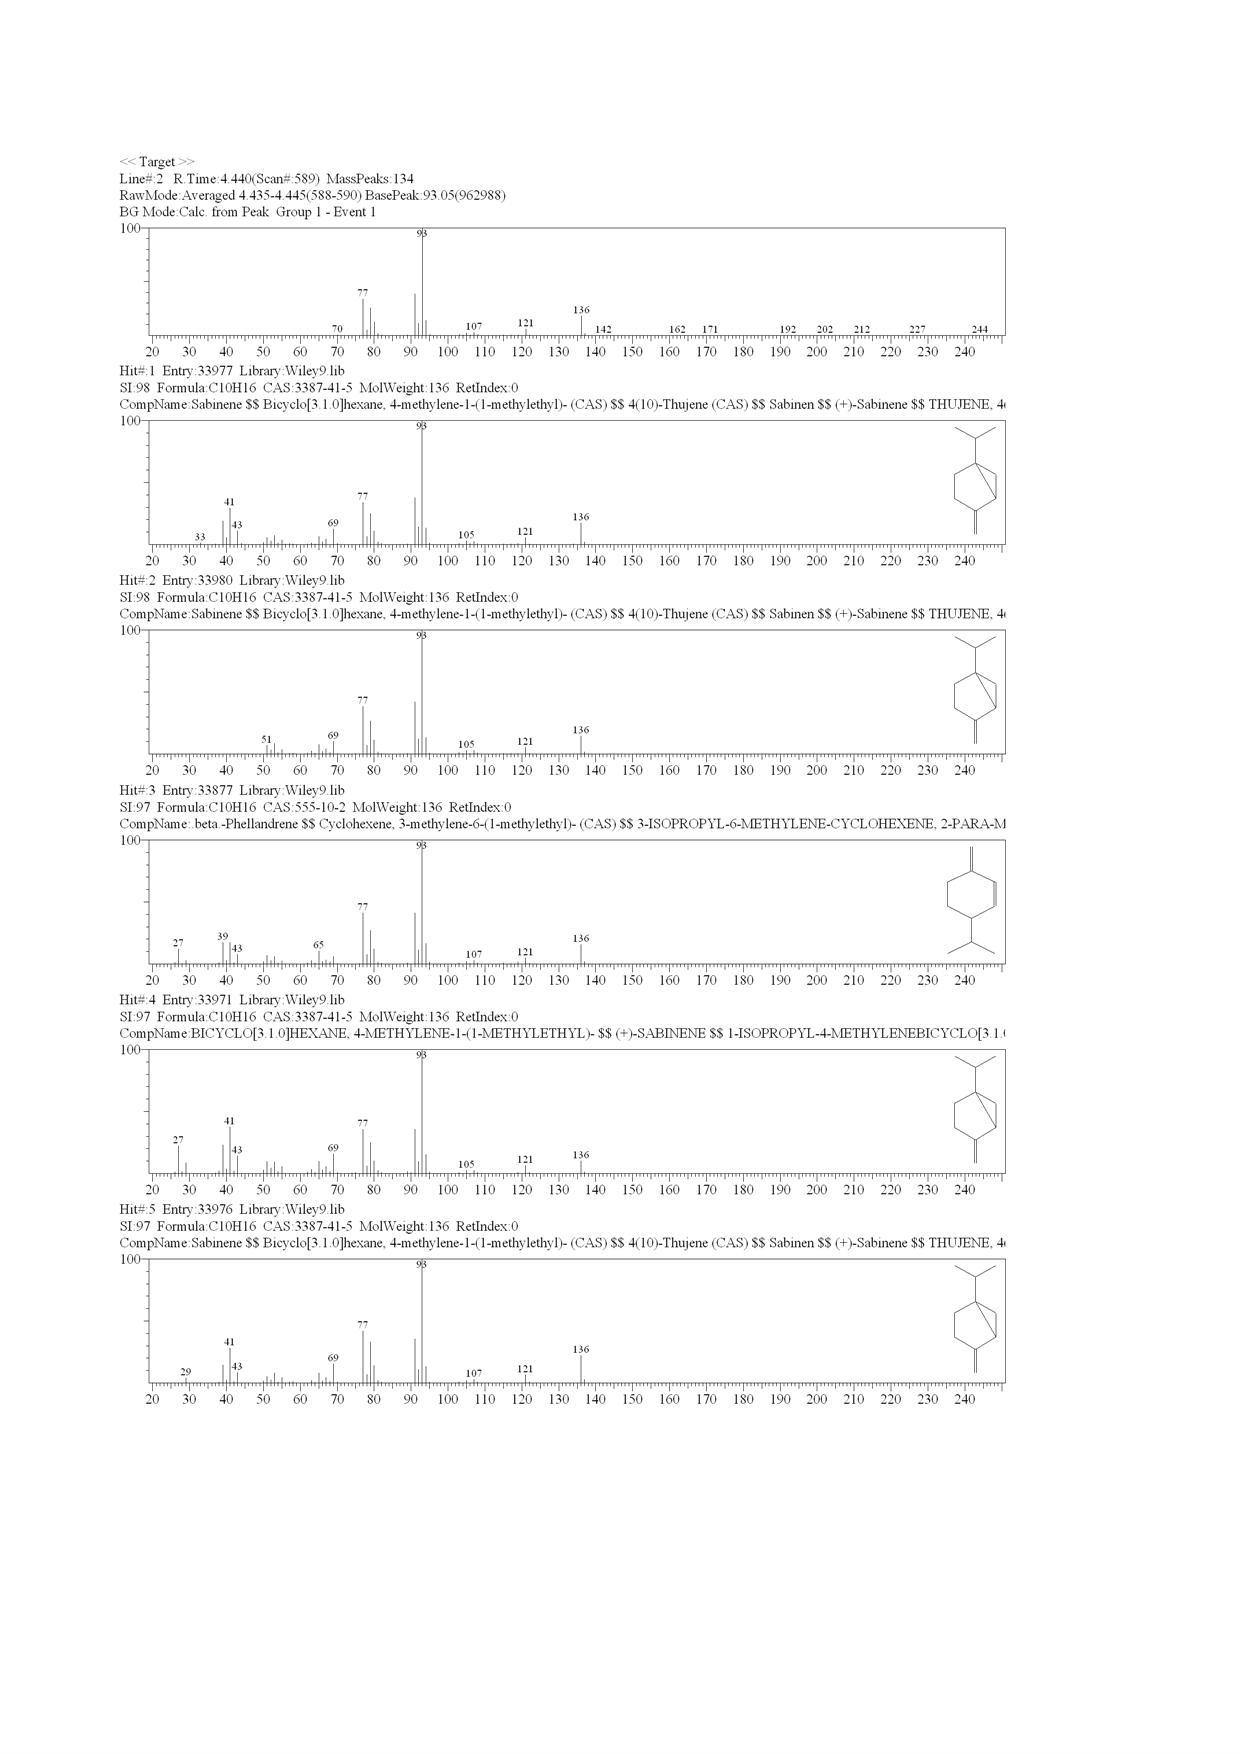 << Target >>
Line#:2 R.Time:4.440(Scan#:589) MassPeaks:134
RawMode:Averaged 4.435-4.445(588-590) BasePeak:93.05(962988)
BG Mode:Calc. from Peak Group 1 - Event 1
100
93
77
70 107 121 136 142 162 171 192 202 212 227 244
20 30 40 50 60 70 80 90 100 110 120 130 140 150 160 170 180 190 200 210 220 230 240
Hit#:1 Entry:33977 Library:Wiley9.lib
SI:98 Formula:C10H16 CAS:3387-41-5 MolWeight:136 RetIndex:0
CompName:Sabinene $$ Bicyclo[3.1.0]hexane, 4-methylene-1-(1-methylethyl)- (CAS) $$ 4(10)-Thujene (CAS) $$ Sabinen $$ (+)-Sabinene $$ THUJENE, 4(
100
93
33 41 43 69 77 105 121 136
20 30 40 50 60 70 80 90 100 110 120 130 140 150 160 170 180 190 200 210 220 230 240
Hit#:2 Entry:33980 Library:Wiley9.lib
SI:98 Formula:C10H16 CAS:3387-41-5 MolWeight:136 RetIndex:0
CompName:Sabinene $$ Bicyclo[3.1.0]hexane, 4-methylene-1-(1-methylethyl)- (CAS) $$ 4(10)-Thujene (CAS) $$ Sabinen $$ (+)-Sabinene $$ THUJENE, 4(
100
93
51 69 77 105 121 136
20 30 40 50 60 70 80 90 100 110 120 130 140 150 160 170 180 190 200 210 220 230 240
Hit#:3 Entry:33877 Library:Wiley9.lib
SI:97 Formula:C10H16 CAS:555-10-2 MolWeight:136 RetIndex:0
CompName:.beta.-Phellandrene $$ Cyclohexene, 3-methylene-6-(1-methylethyl)- (CAS) $$ 3-ISOPROPYL-6-METHYLENE-CYCLOHEXENE, 2-PARA-M
100
93
27 39 43 65 77 107 121 136
20 30 40 50 60 70 80 90 100 110 120 130 140 150 160 170 180 190 200 210 220 230 240
Hit#:4 Entry:33971 Library:Wiley9.lib
SI:97 Formula:C10H16 CAS:3387-41-5 MolWeight:136 RetIndex:0
CompName:BICYCLO[3.1.0]HEXANE, 4-METHYLENE-1-(1-METHYLETHYL)- $$ (+)-SABINENE $$ 1-ISOPROPYL-4-METHYLENEBICYCLO[3.1.(
100
93
27 41 43 69 77 105 121 136
20 30 40 50 60 70 80 90 100 110 120 130 140 150 160 170 180 190 200 210 220 230 240
Hit#:5 Entry:33976 Library:Wiley9.lib
SI:97 Formula:C10H16 CAS:3387-41-5 MolWeight:136 RetIndex:0
CompName:Sabinene $$ Bicyclo[3.1.0]hexane, 4-methylene-1-(1-methylethyl)- (CAS) $$ 4(10)-Thujene (CAS) $$ Sabinen $$ (+)-Sabinene $$ THUJENE, 4(
100
93
29 41 43 69 77 107 121 136
20 30 40 50 60 70 80 90 100 110 120 130 140 150 160 170 180 190 200 210 220 230 240